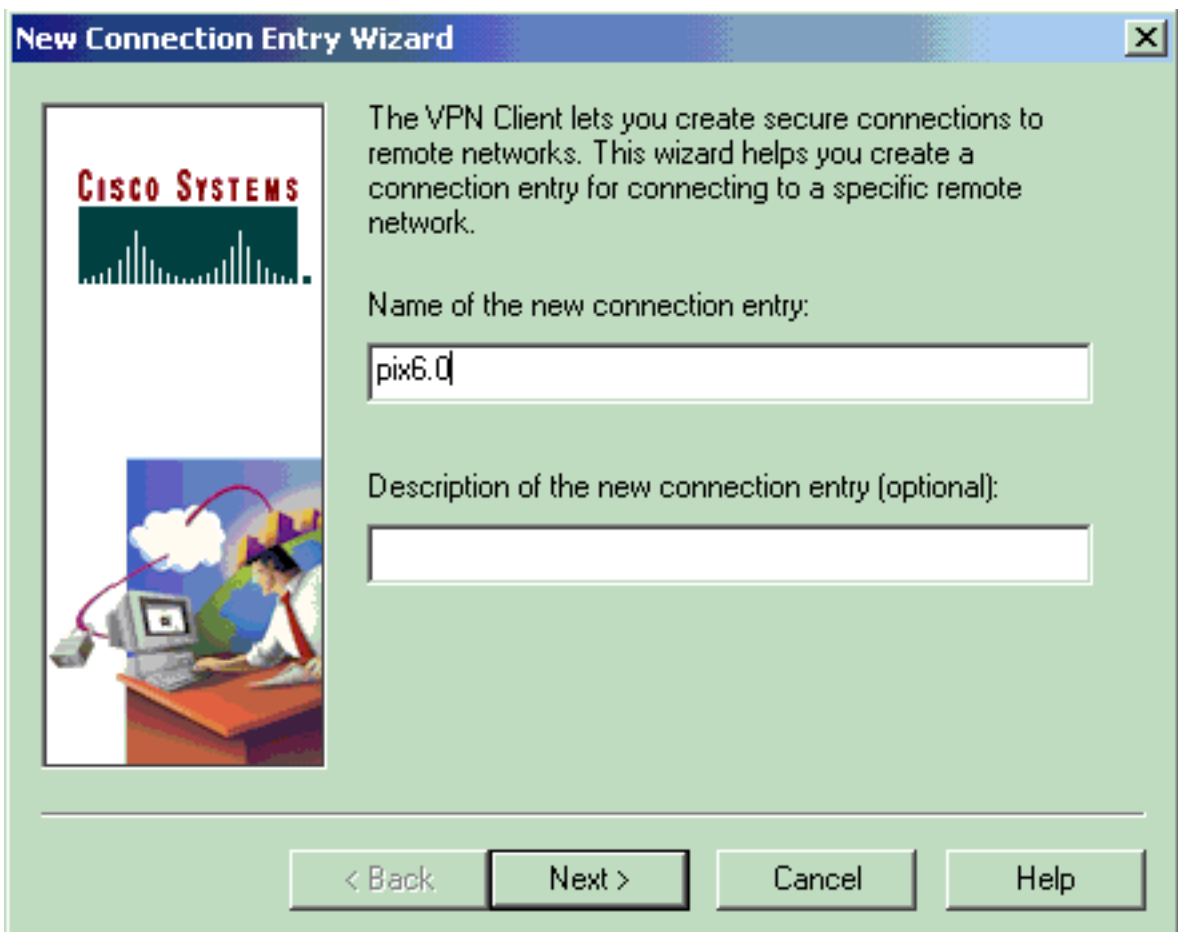 New Connection Entry Wizard
CISCO SYSTEMS
The VPN Client lets you create secure connections to
remote networks. This wizard helps you create a
connection entry for connecting to a specific remote
network.
Name of the new connection entry:
pix6.0
Description of the new connection entry (optional):
< Back
Next >
Cancel
Help